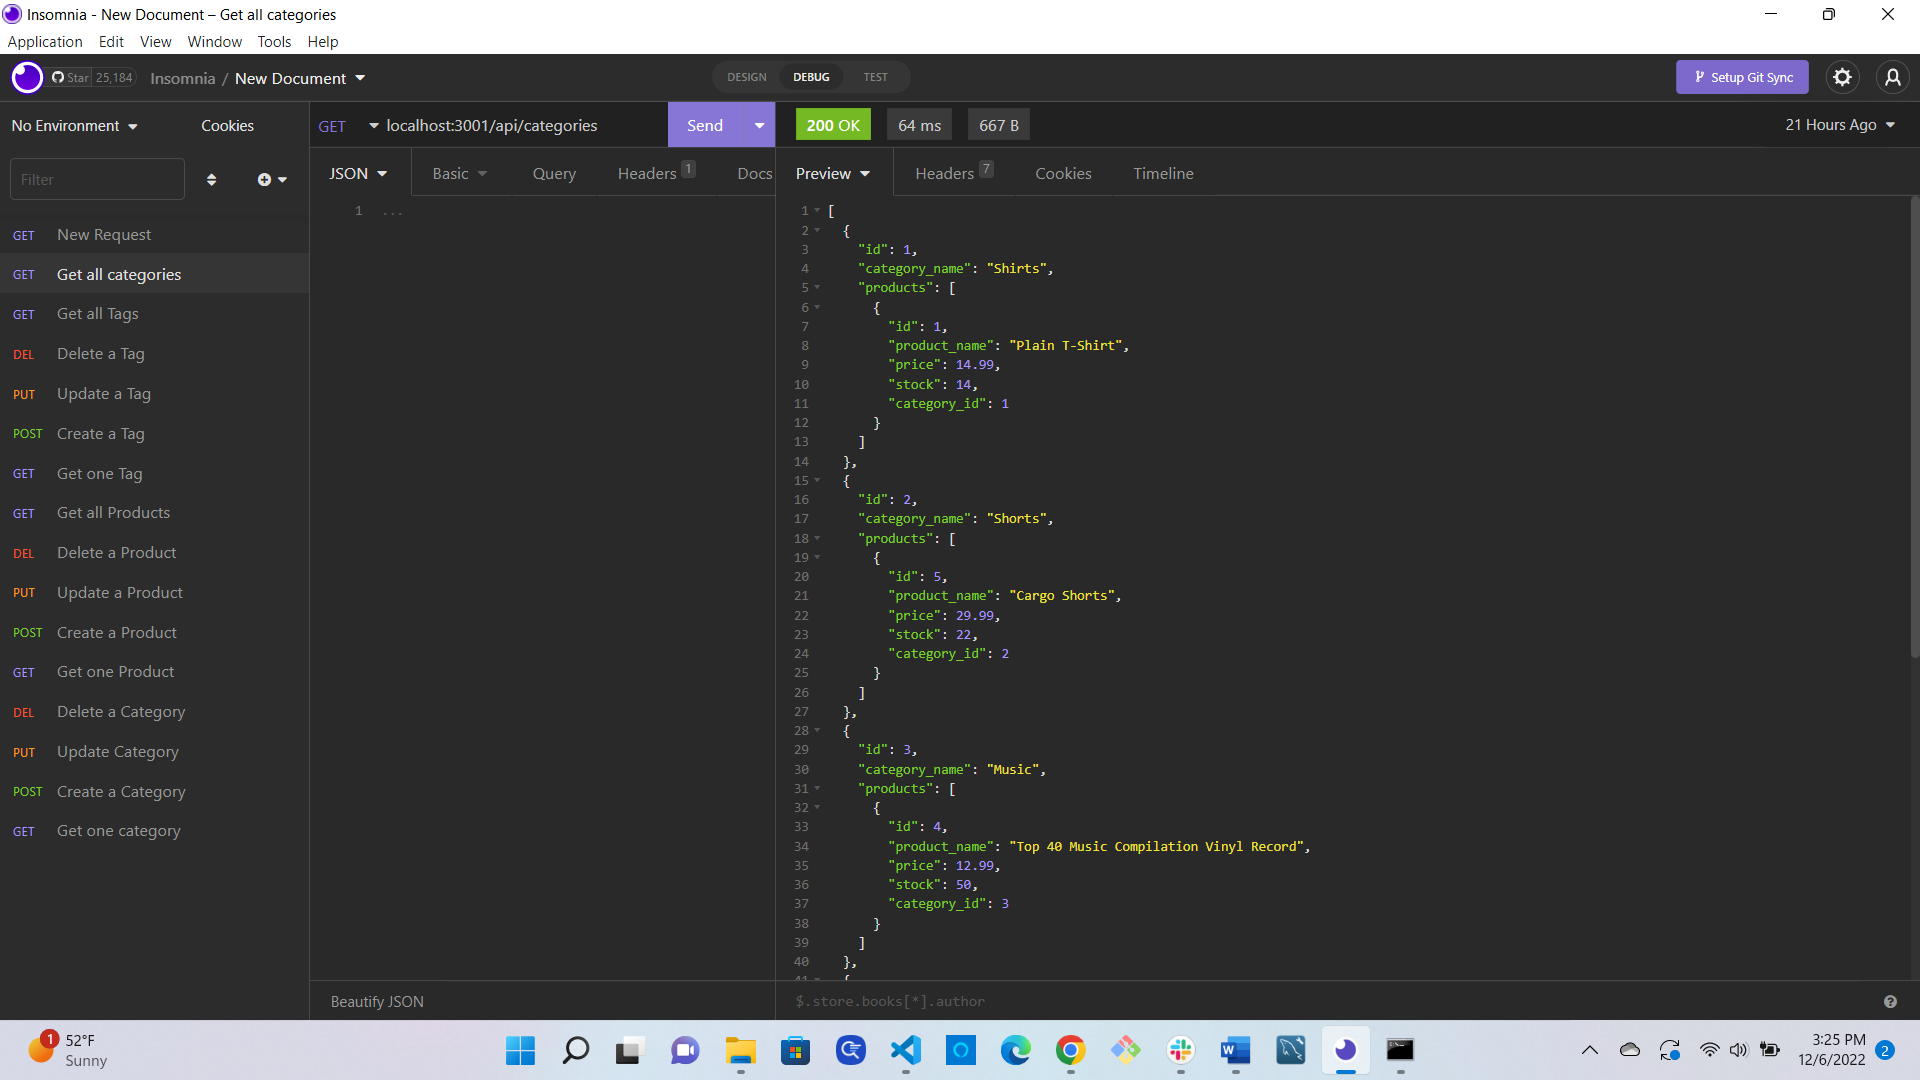 Insomnia - New Document – Get all categories
Application Edit View Window Tools Help
Star 25,184 Insomnia / New Document DESIGN DEBUG TEST Setup Git Sync
No Environment Cookies
Filter
GET New Request
GET Get all categories
GET Get all Tags
DEL Delete a Tag
PUT Update a Tag
POST Create a Tag
GET Get one Tag
GET Get all Products
DEL Delete a Product
PUT Update a Product
POST Create a Product
GET Get one Product
DEL Delete a Category
PUT Update Category
POST Create a Category
GET Get one category
GET localhost:3001/api/categories Send
JSON Basic Query Headers 1 Docs
1 ...
Beautify JSON
200 OK 64 ms 667 B 21 Hours Ago
Preview Headers 7 Cookies Timeline
1 [
2 {
3 "id": 1,
4 "category_name": "Shirts",
5 "products": [
6 {
7 "id": 1,
8 "product_name": "Plain T-Shirt",
9 "price": 14.99,
10 "stock": 14,
11 "category_id": 1
12 }
13 ]
14 },
15 {
16 "id": 2,
17 "category_name": "Shorts",
18 "products": [
19 {
20 "id": 5,
21 "product_name": "Cargo Shorts",
22 "price": 29.99,
23 "stock": 22,
24 "category_id": 2
25 }
26 ]
27 },
28 {
29 "id": 3,
30 "category_name": "Music",
31 "products": [
32 {
33 "id": 4,
34 "product_name": "Top 40 Music Compilation Vinyl Record",
35 "price": 12.99,
36 "stock": 50,
37 "category_id": 3
38 }
39 ]
40 },
41 {
$.store.books[*].author
1 52°F
Sunny
3:25 PM
12/6/2022 2